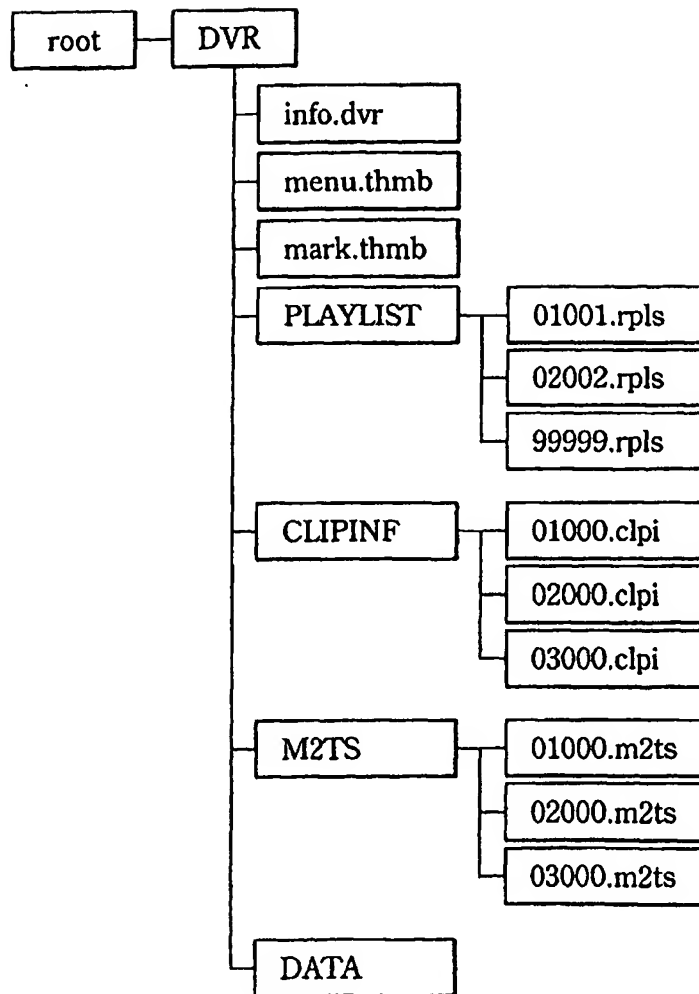 root DVR
info.dvr
menu.thmb
mark.thmb
PLAYLIST 01001.rpls
02002.rpls
99999.rpls
CLIPINF 01000.clpi
02000.clpi
03000.clpi
M2TS 01000.m2ts
02000.m2ts
03000.m2ts
DATA